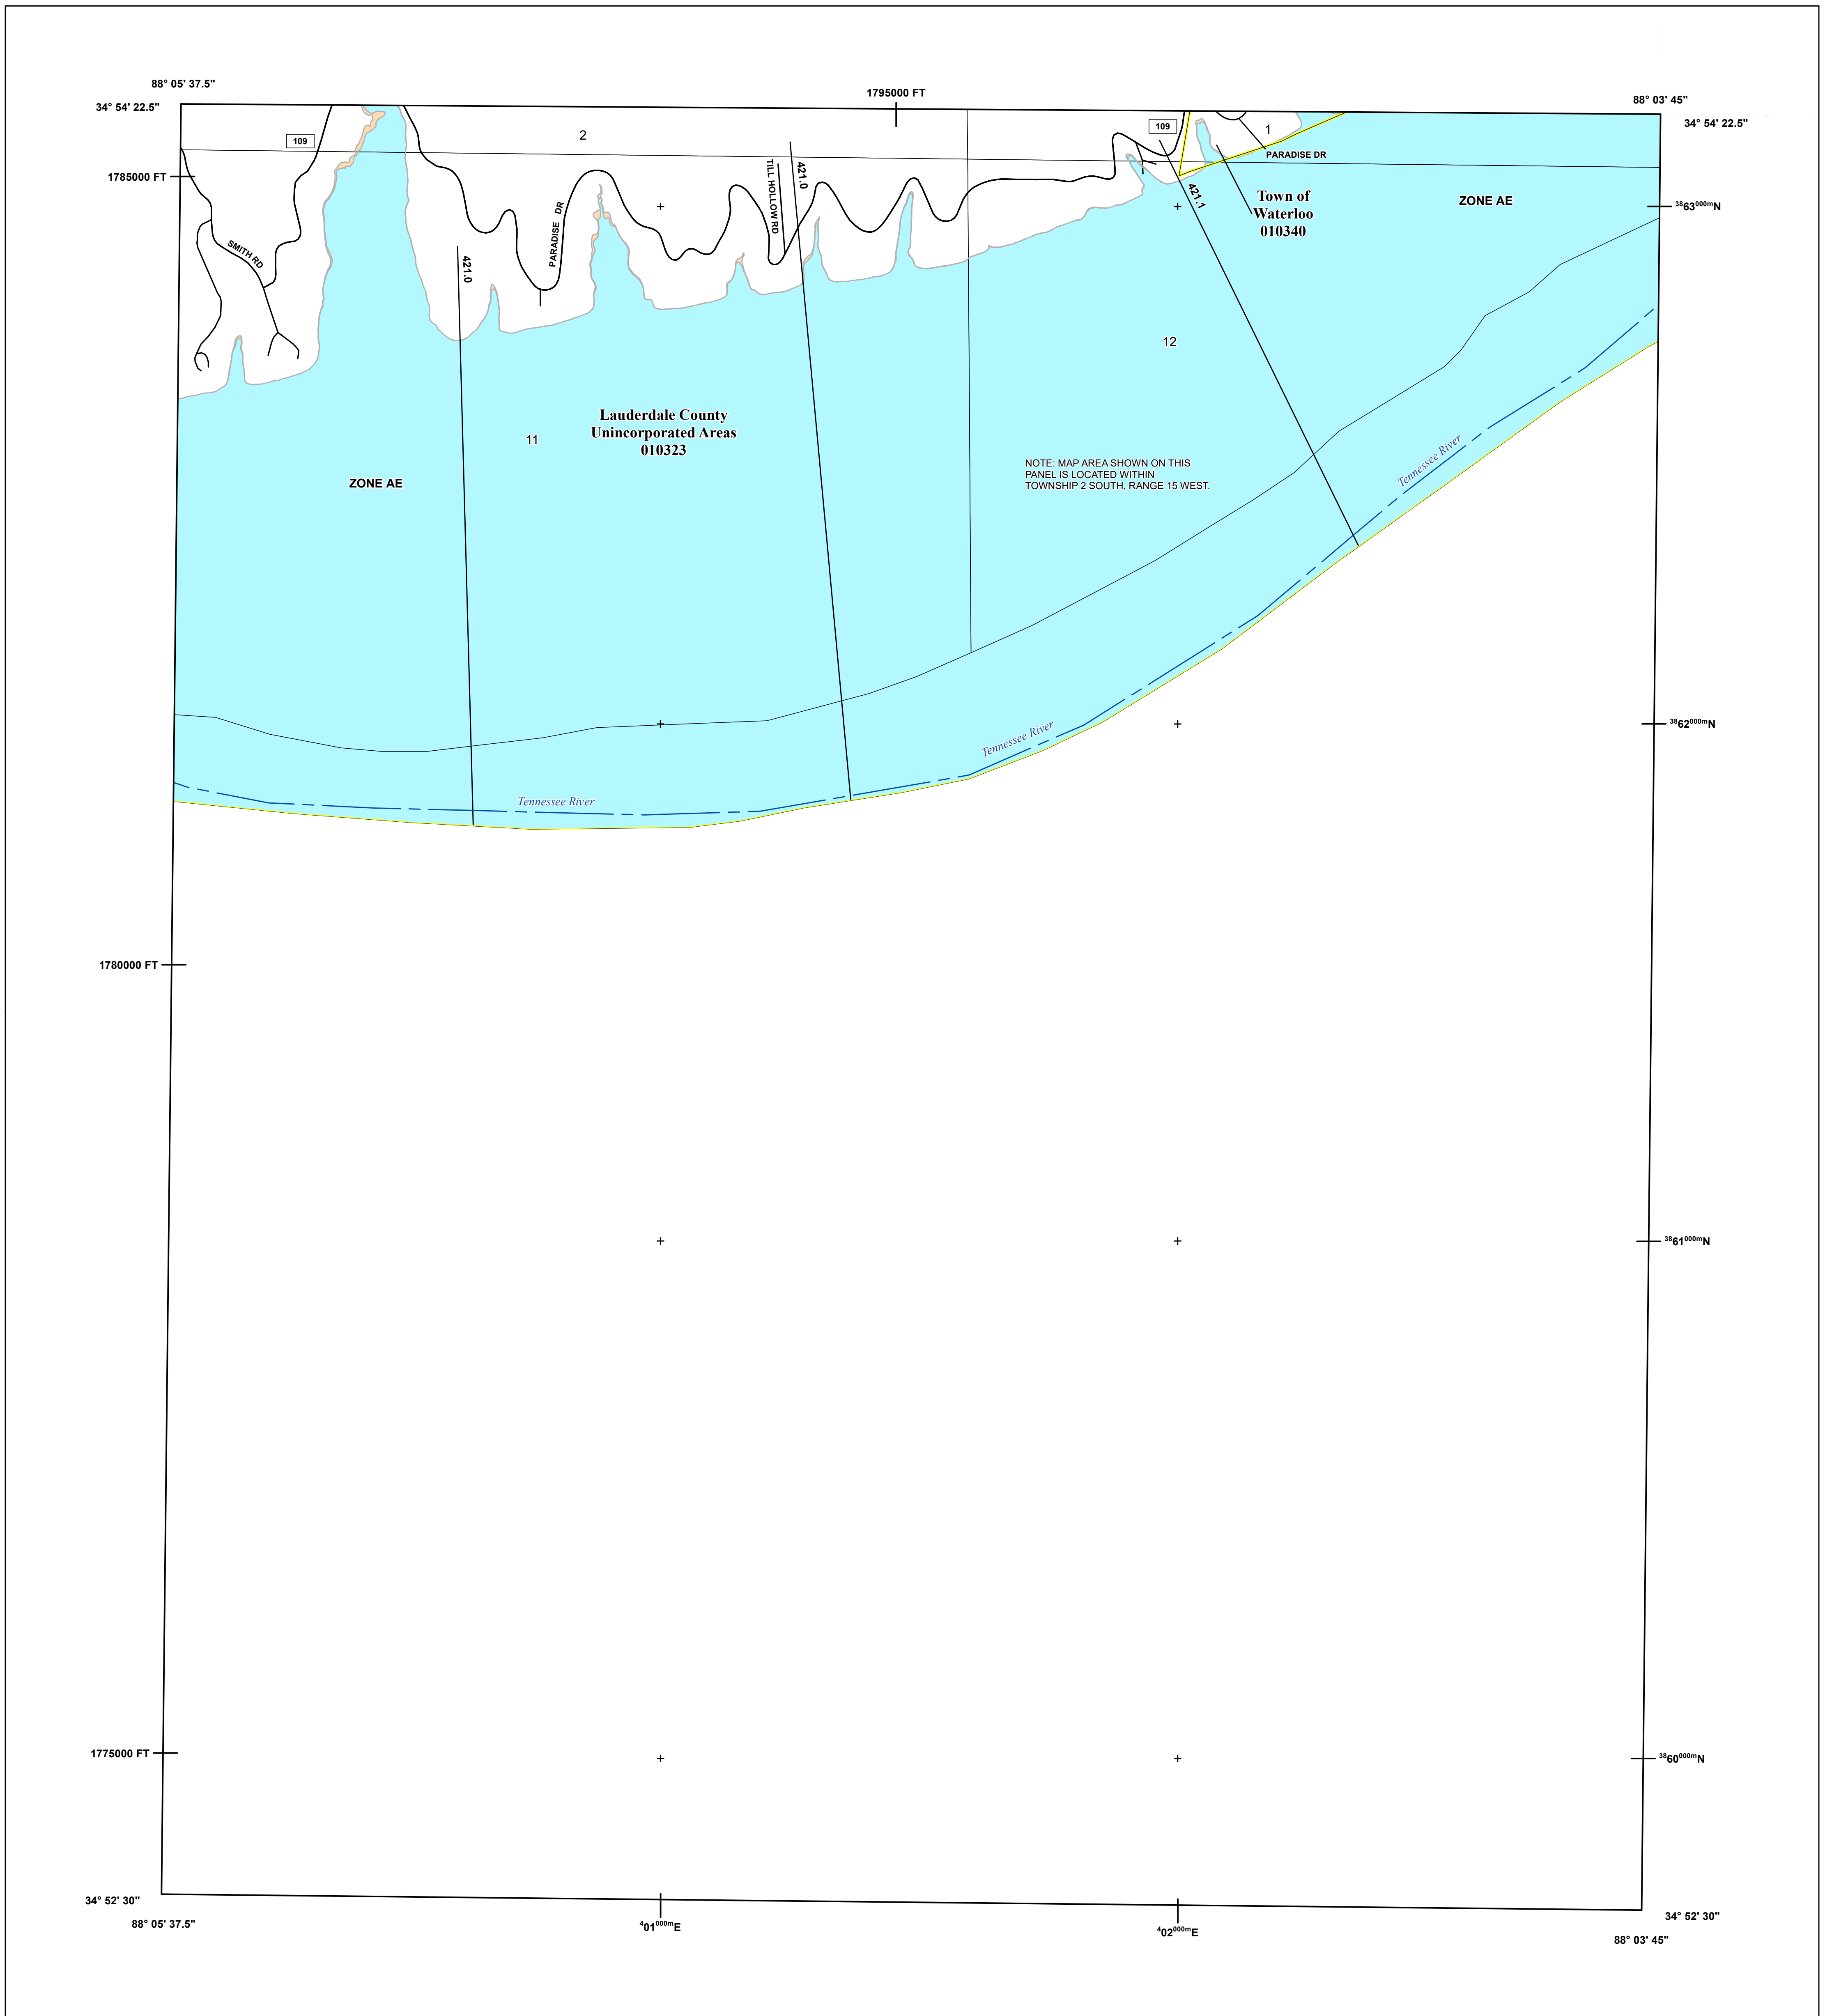 88° 05' 37.5"
34° 54' 22.5"
1795000 FT
88° 03' 45"
34° 54' 22.5"
109
2
109
1
PARADISE DR
1785000 FT
TILL HOLLOW RD
421.0
421.1
Town of
Waterloo
010340
ZONE AE
3863000mN
SMITH RD
PARADISE DR
421.0
12
Lauderdale County
Unincorporated Areas
010323
11
ZONE AE
NOTE: MAP AREA SHOWN ON THIS
PANEL IS LOCATED WITHIN
TOWNSHIP 2 SOUTH, RANGE 15 WEST.
Tennessee River
Tennessee River
3862000mN
Tennessee River
1780000 FT
3861000mN
1775000 FT
3860000mN
34° 52' 30"
88° 05' 37.5"
401000mE
402000mE
34° 52' 30"
88° 03' 45"